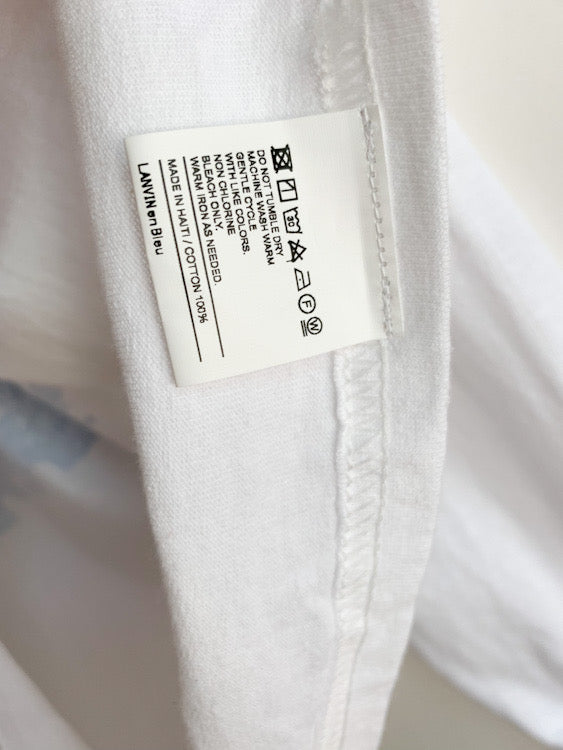 30
F
W
DO NOT TUMBLE DRY
MACHINE WASH WARM
GENTLE CYCLE
WITH LIKE COLORS.
NON CHLORINE
BLEACH ONLY.
WARM IRON AS NEEDED.
MADE IN HAITI / COTTON 100%
LANVIN en Bleu